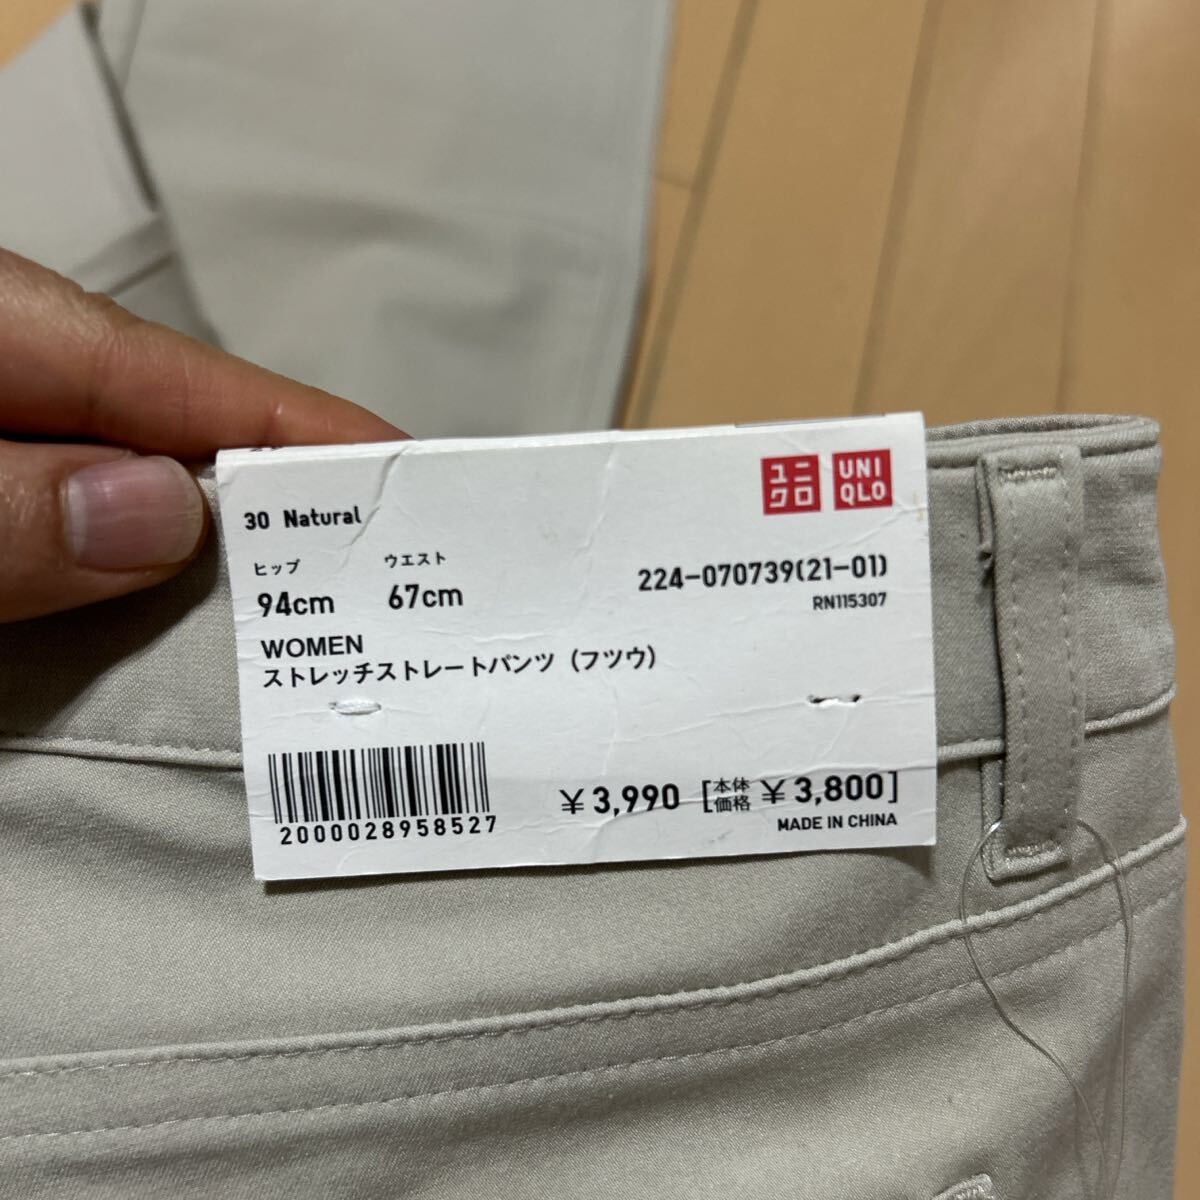 30 Natural
ユニクロ
UNIQLO
ヒップ ウエスト
94cm 67cm
224-070739(21-01)
RN115307
WOMEN
ストレッチストレートパンツ（フツウ）
2000028958527
¥3,990 [本体価格 ¥3,800]
MADE IN CHINA